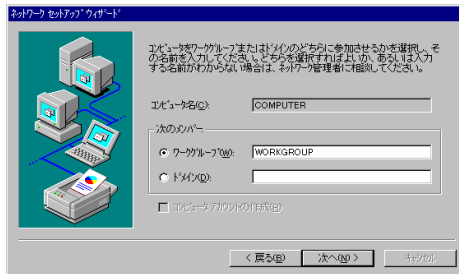 ネットワーク セットアップ ウィザード
コンピュータをワークグループまたはドメインのどちらに参加させるかを選択し、そ
の名前を入力してください。どちらを選択すればよいか、あるいは入力
する名前がわからない場合は、ネットワーク管理者に相談してください。
コンピュータ名(C): COMPUTER
次のメンバー
ワークグループ(W): WORKGROUP
ドメイン(D):
コンピュータ アカウントの作成(E)
< 戻る(B) 次へ(N) > キャンセル